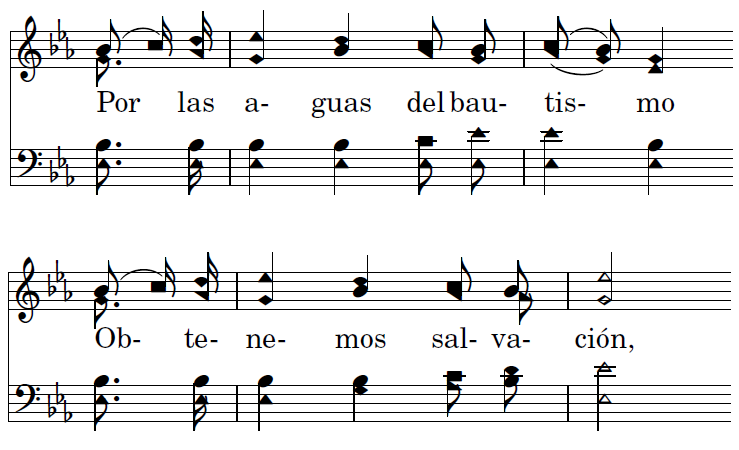 Por las a- guas del bau- tis- mo
Ob- te- ne- mos sal- va- ción,